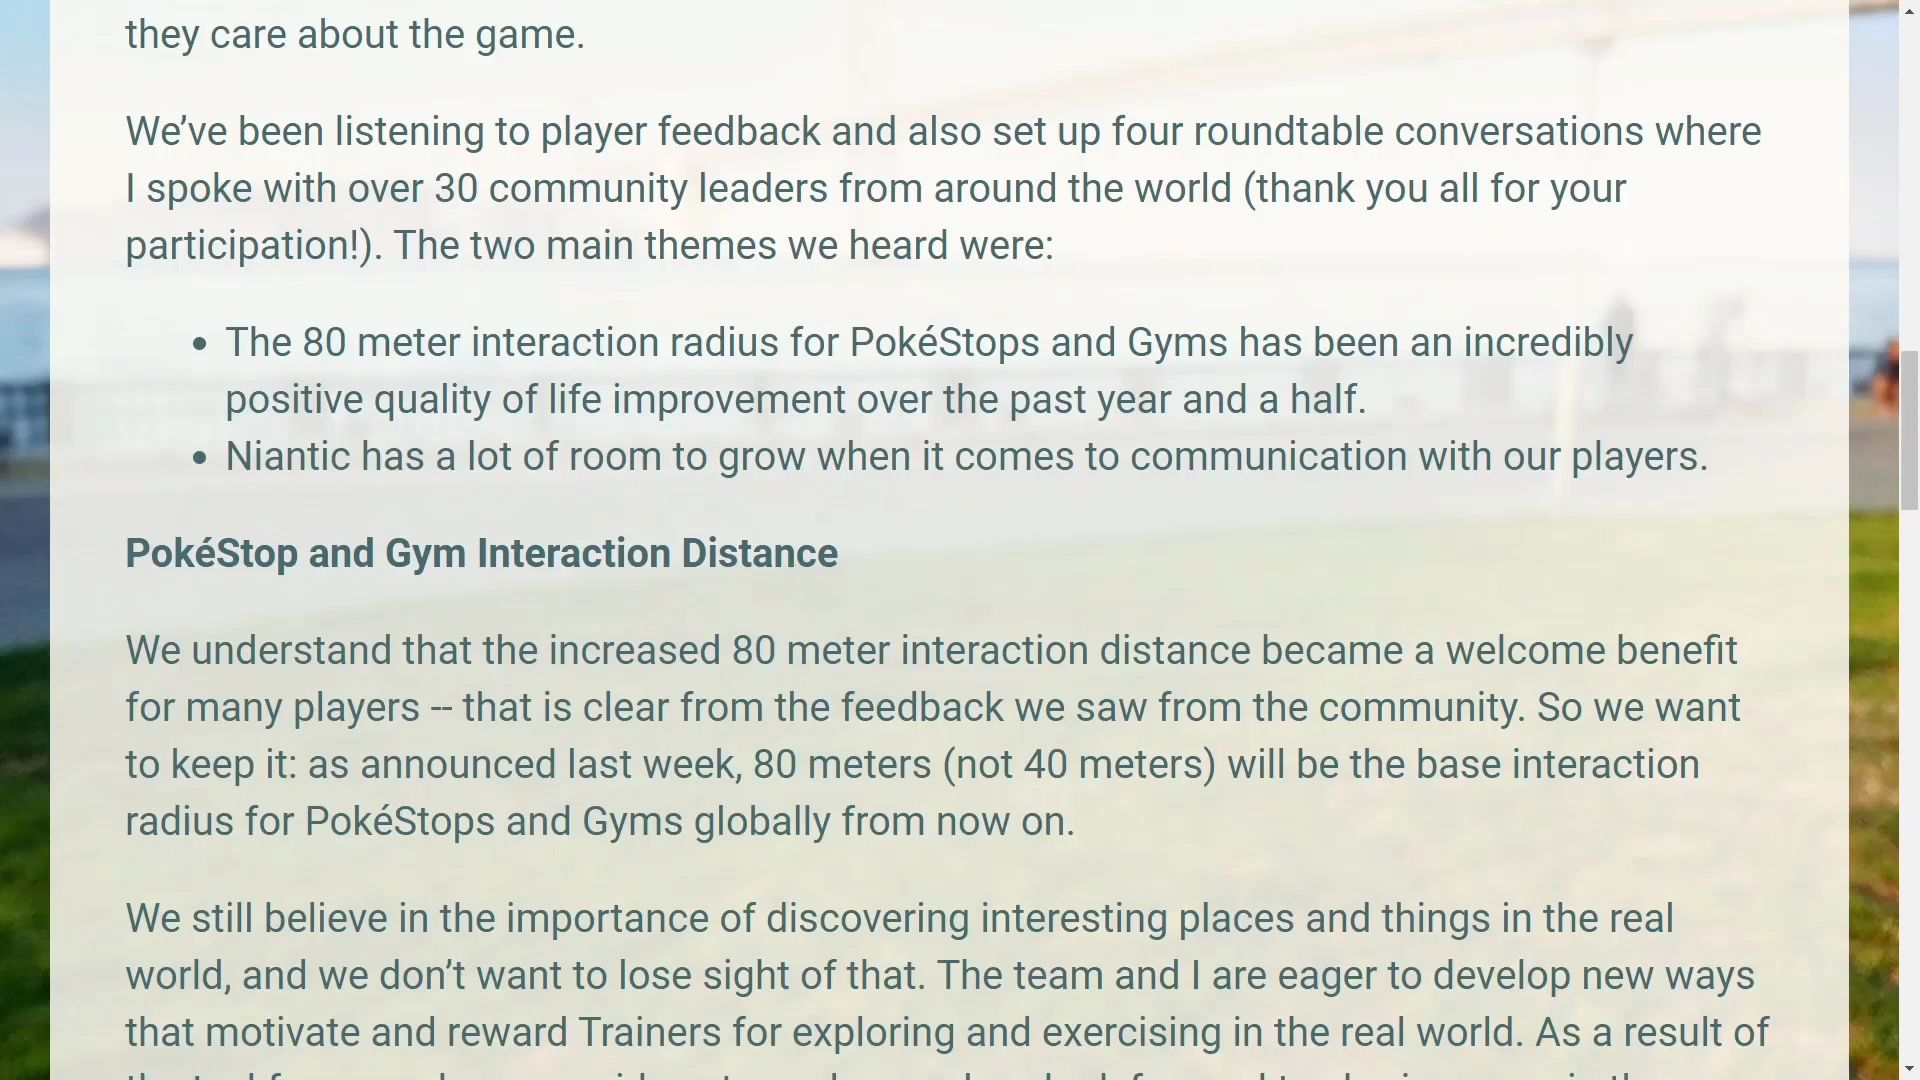 they care about the game.
We’ve been listening to player feedback and also set up four roundtable conversations where
I spoke with over 30 community leaders from around the world (thank you all for your
participation!). The two main themes we heard were:
• The 80 meter interaction radius for PokéStops and Gyms has been an incredibly
positive quality of life improvement over the past year and a half.
• Niantic has a lot of room to grow when it comes to communication with our players.
PokéStop and Gym Interaction Distance
We understand that the increased 80 meter interaction distance became a welcome benefit
for many players -- that is clear from the feedback we saw from the community. So we want
to keep it: as announced last week, 80 meters (not 40 meters) will be the base interaction
radius for PokéStops and Gyms globally from now on.
We still believe in the importance of discovering interesting places and things in the real
world, and we don’t want to lose sight of that. The team and I are eager to develop new ways
that motivate and reward Trainers for exploring and exercising in the real world. As a result of